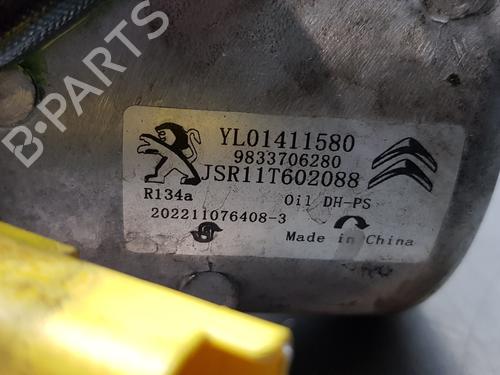 B-PARTS
YL01411580
9833706280
JSR11T602088
R134a Oil DH-PS
202211076408-3
Made in China